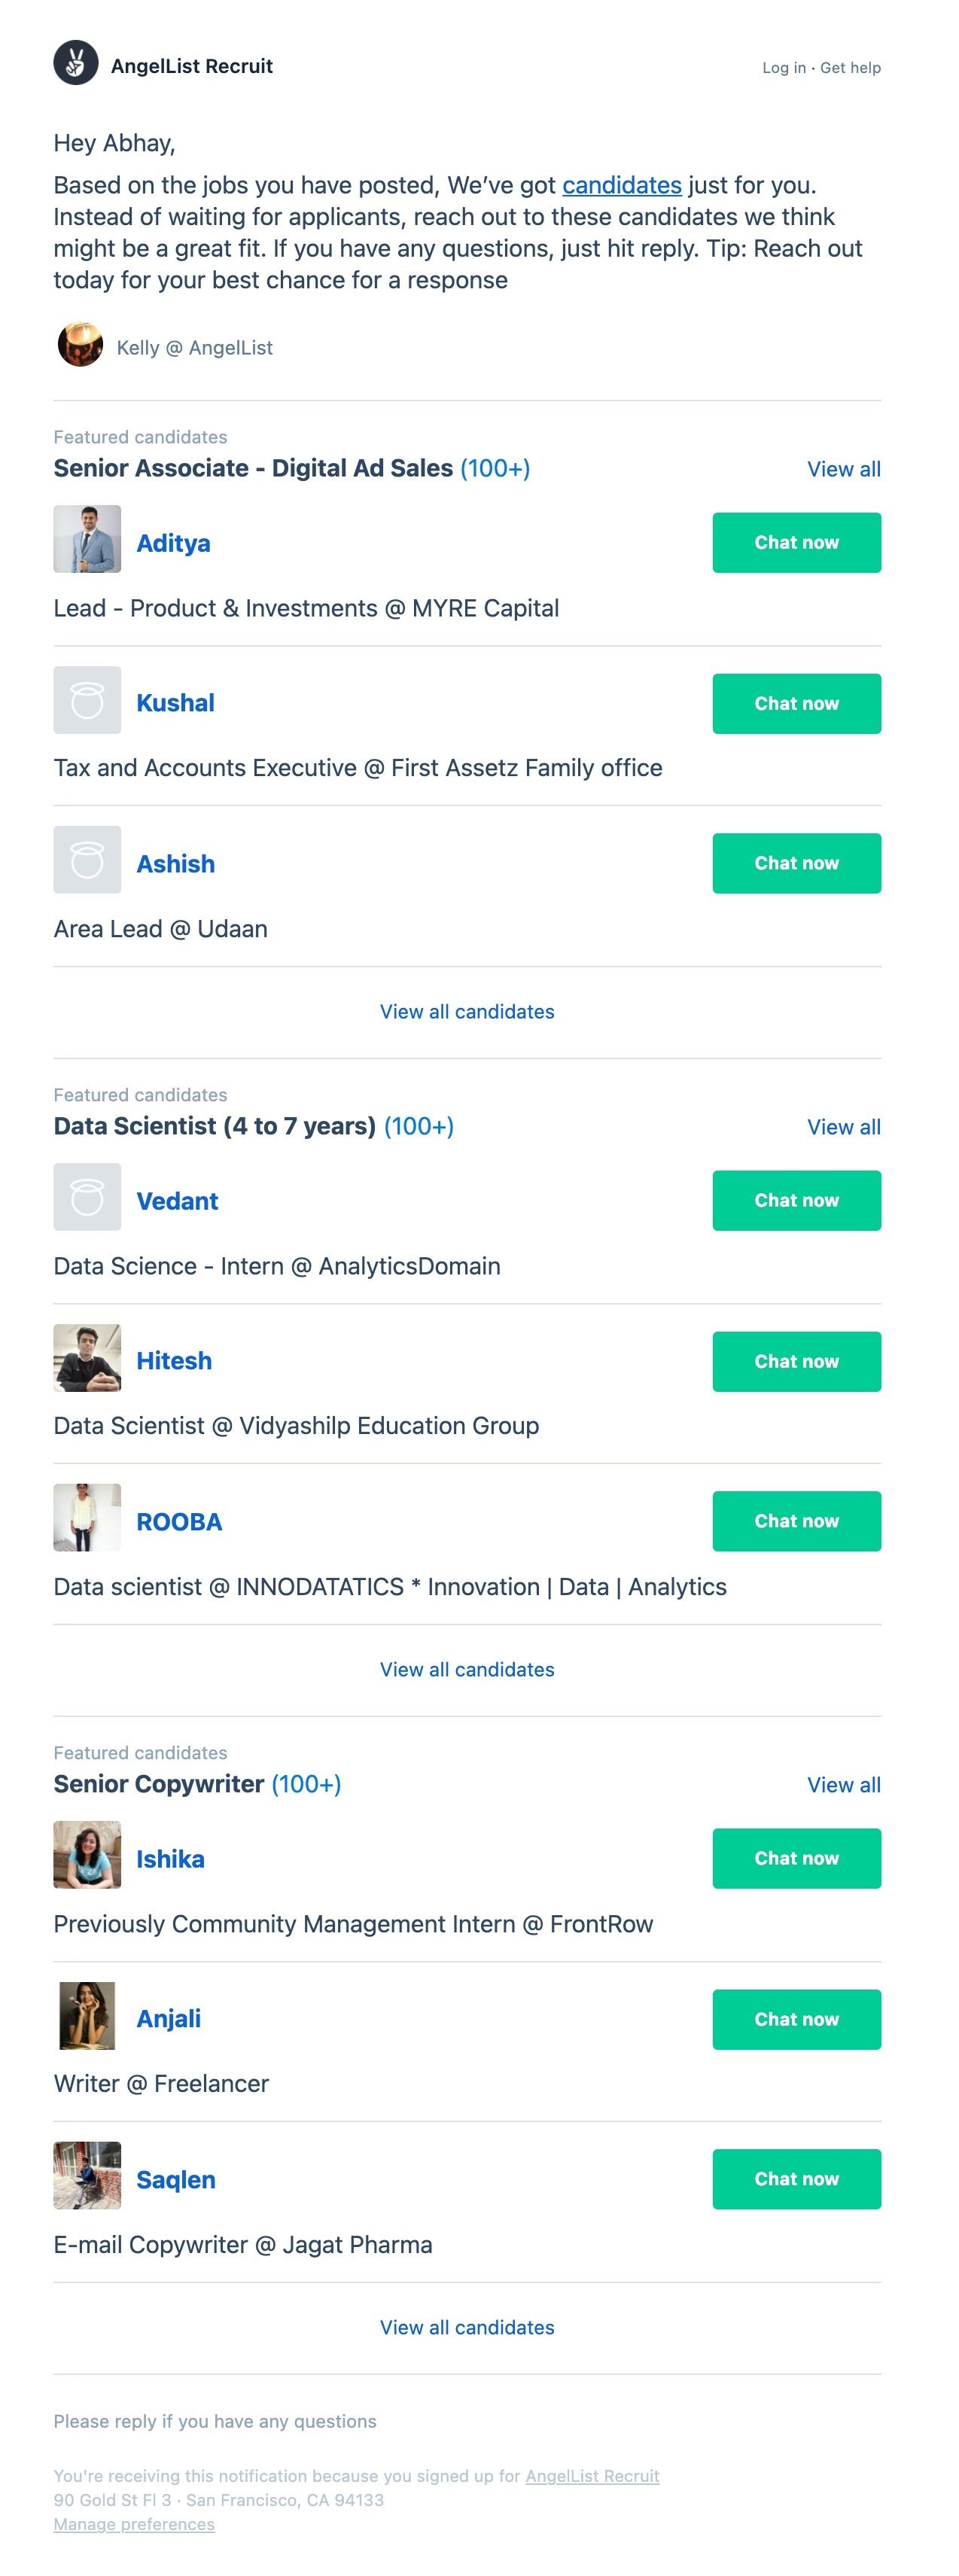 AngelList Recruit
Log in · Get help
Hey Abhay,
Based on the jobs you have posted, We’ve got candidates just for you.
Instead of waiting for applicants, reach out to these candidates we think
might be a great fit. If you have any questions, just hit reply. Tip: Reach out
today for your best chance for a response
Kelly @ AngelList
Featured candidates
Senior Associate - Digital Ad Sales (100+)
View all
Aditya
Chat now
Lead - Product & Investments @ MYRE Capital
Kushal
Chat now
Tax and Accounts Executive @ First Assetz Family office
Ashish
Chat now
Area Lead @ Udaan
View all candidates
Featured candidates
Data Scientist (4 to 7 years) (100+)
View all
Vedant
Chat now
Data Science - Intern @ AnalyticsDomain
Hitesh
Chat now
Data Scientist @ Vidyashilp Education Group
ROOBA
Chat now
Data scientist @ INNODATATICS * Innovation | Data | Analytics
View all candidates
Featured candidates
Senior Copywriter (100+)
View all
Ishika
Chat now
Previously Community Management Intern @ FrontRow
Anjali
Chat now
Writer @ Freelancer
Saqlen
Chat now
E-mail Copywriter @ Jagat Pharma
View all candidates
Please reply if you have any questions
You're receiving this notification because you signed up for AngelList Recruit
90 Gold St Fl 3 · San Francisco, CA 94133
Manage preferences